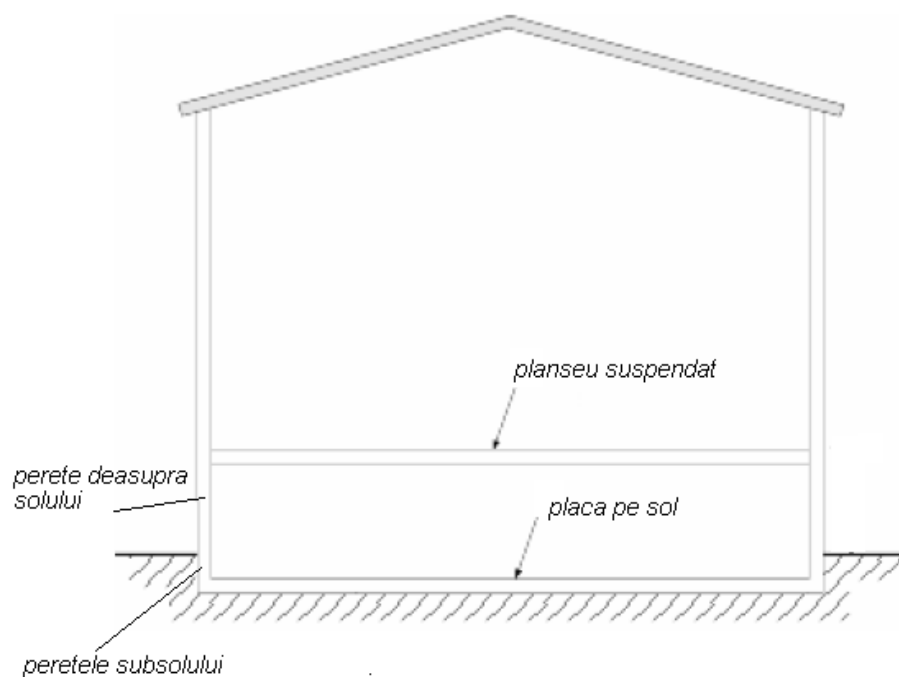 planseu suspendat
perete deasupra
solului
placa pe sol
peretele subsolului